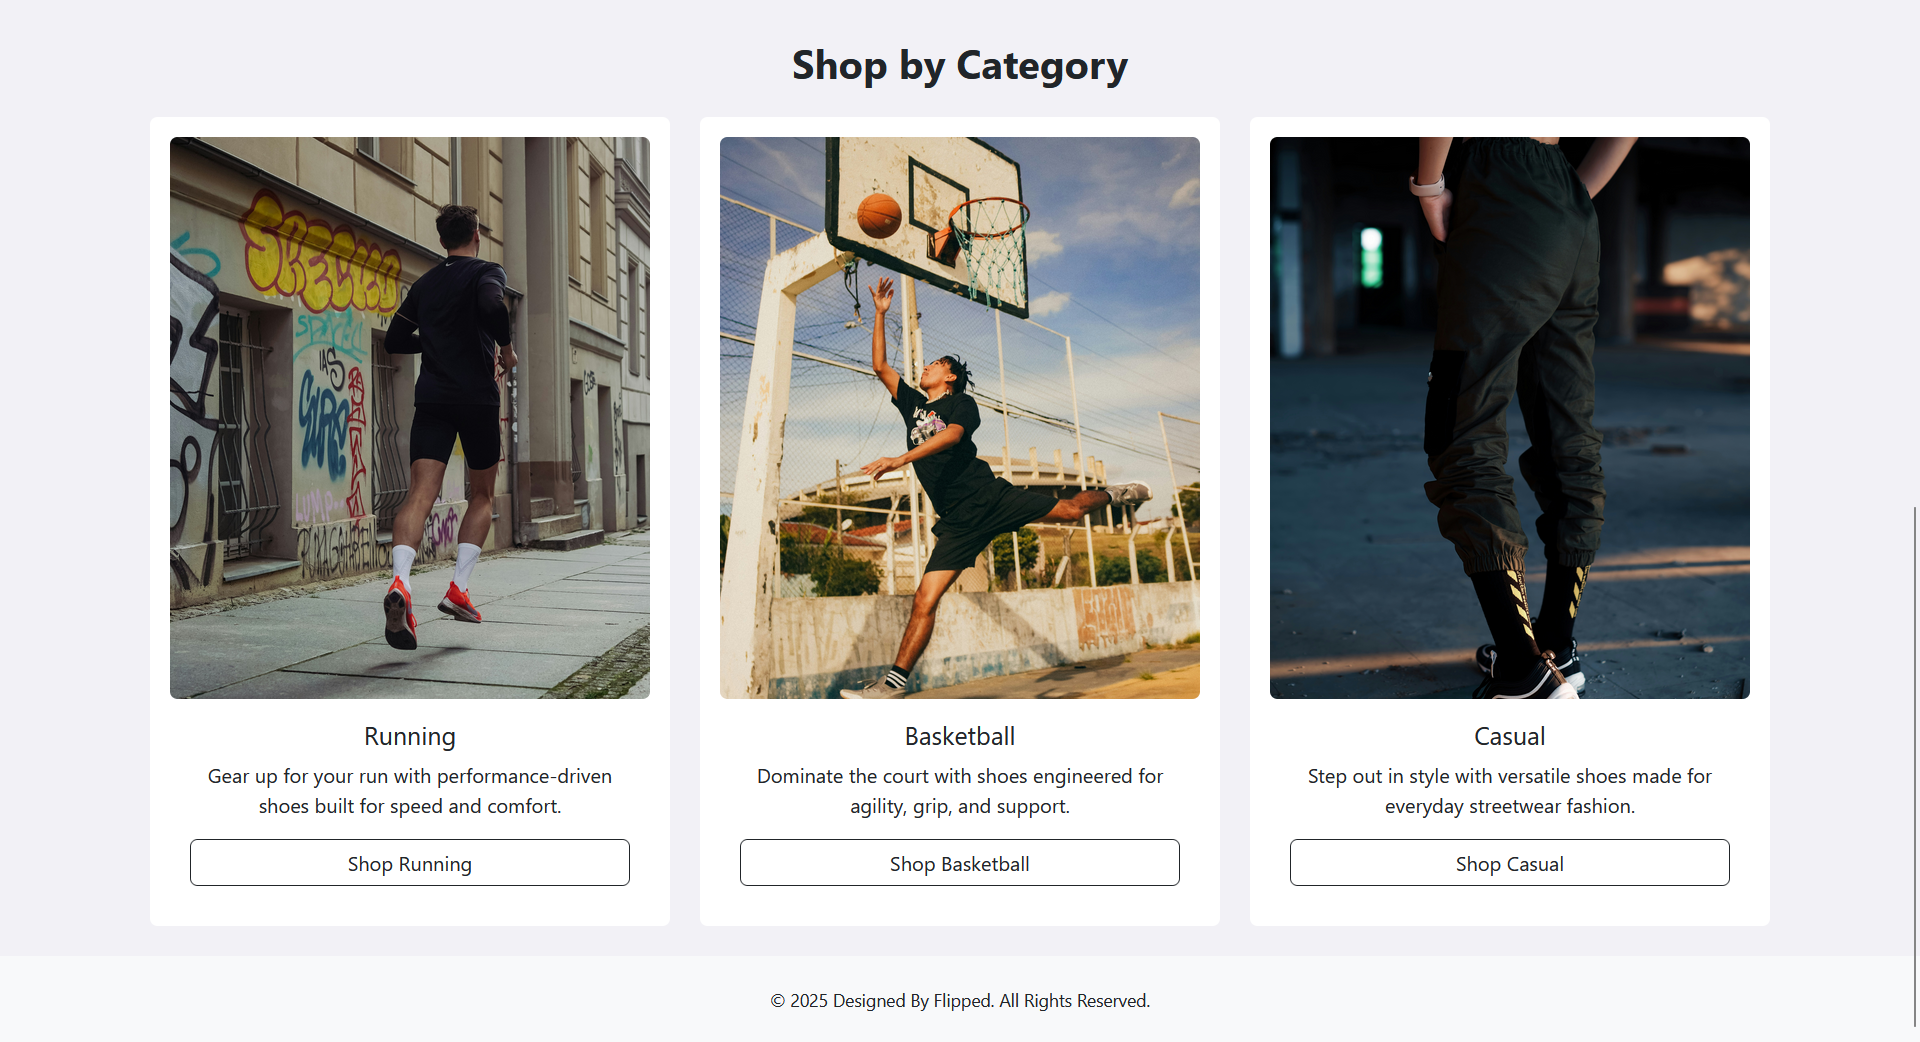 Shop by Category
SRECKO
IAS
Running
Gear up for your run with performance-driven
shoes built for speed and comfort.
Shop Running
Basketball
Dominate the court with shoes engineered for
agility, grip, and support.
Shop Basketball
Casual
Step out in style with versatile shoes made for
everyday streetwear fashion.
Shop Casual
© 2025 Designed By Flipped. All Rights Reserved.